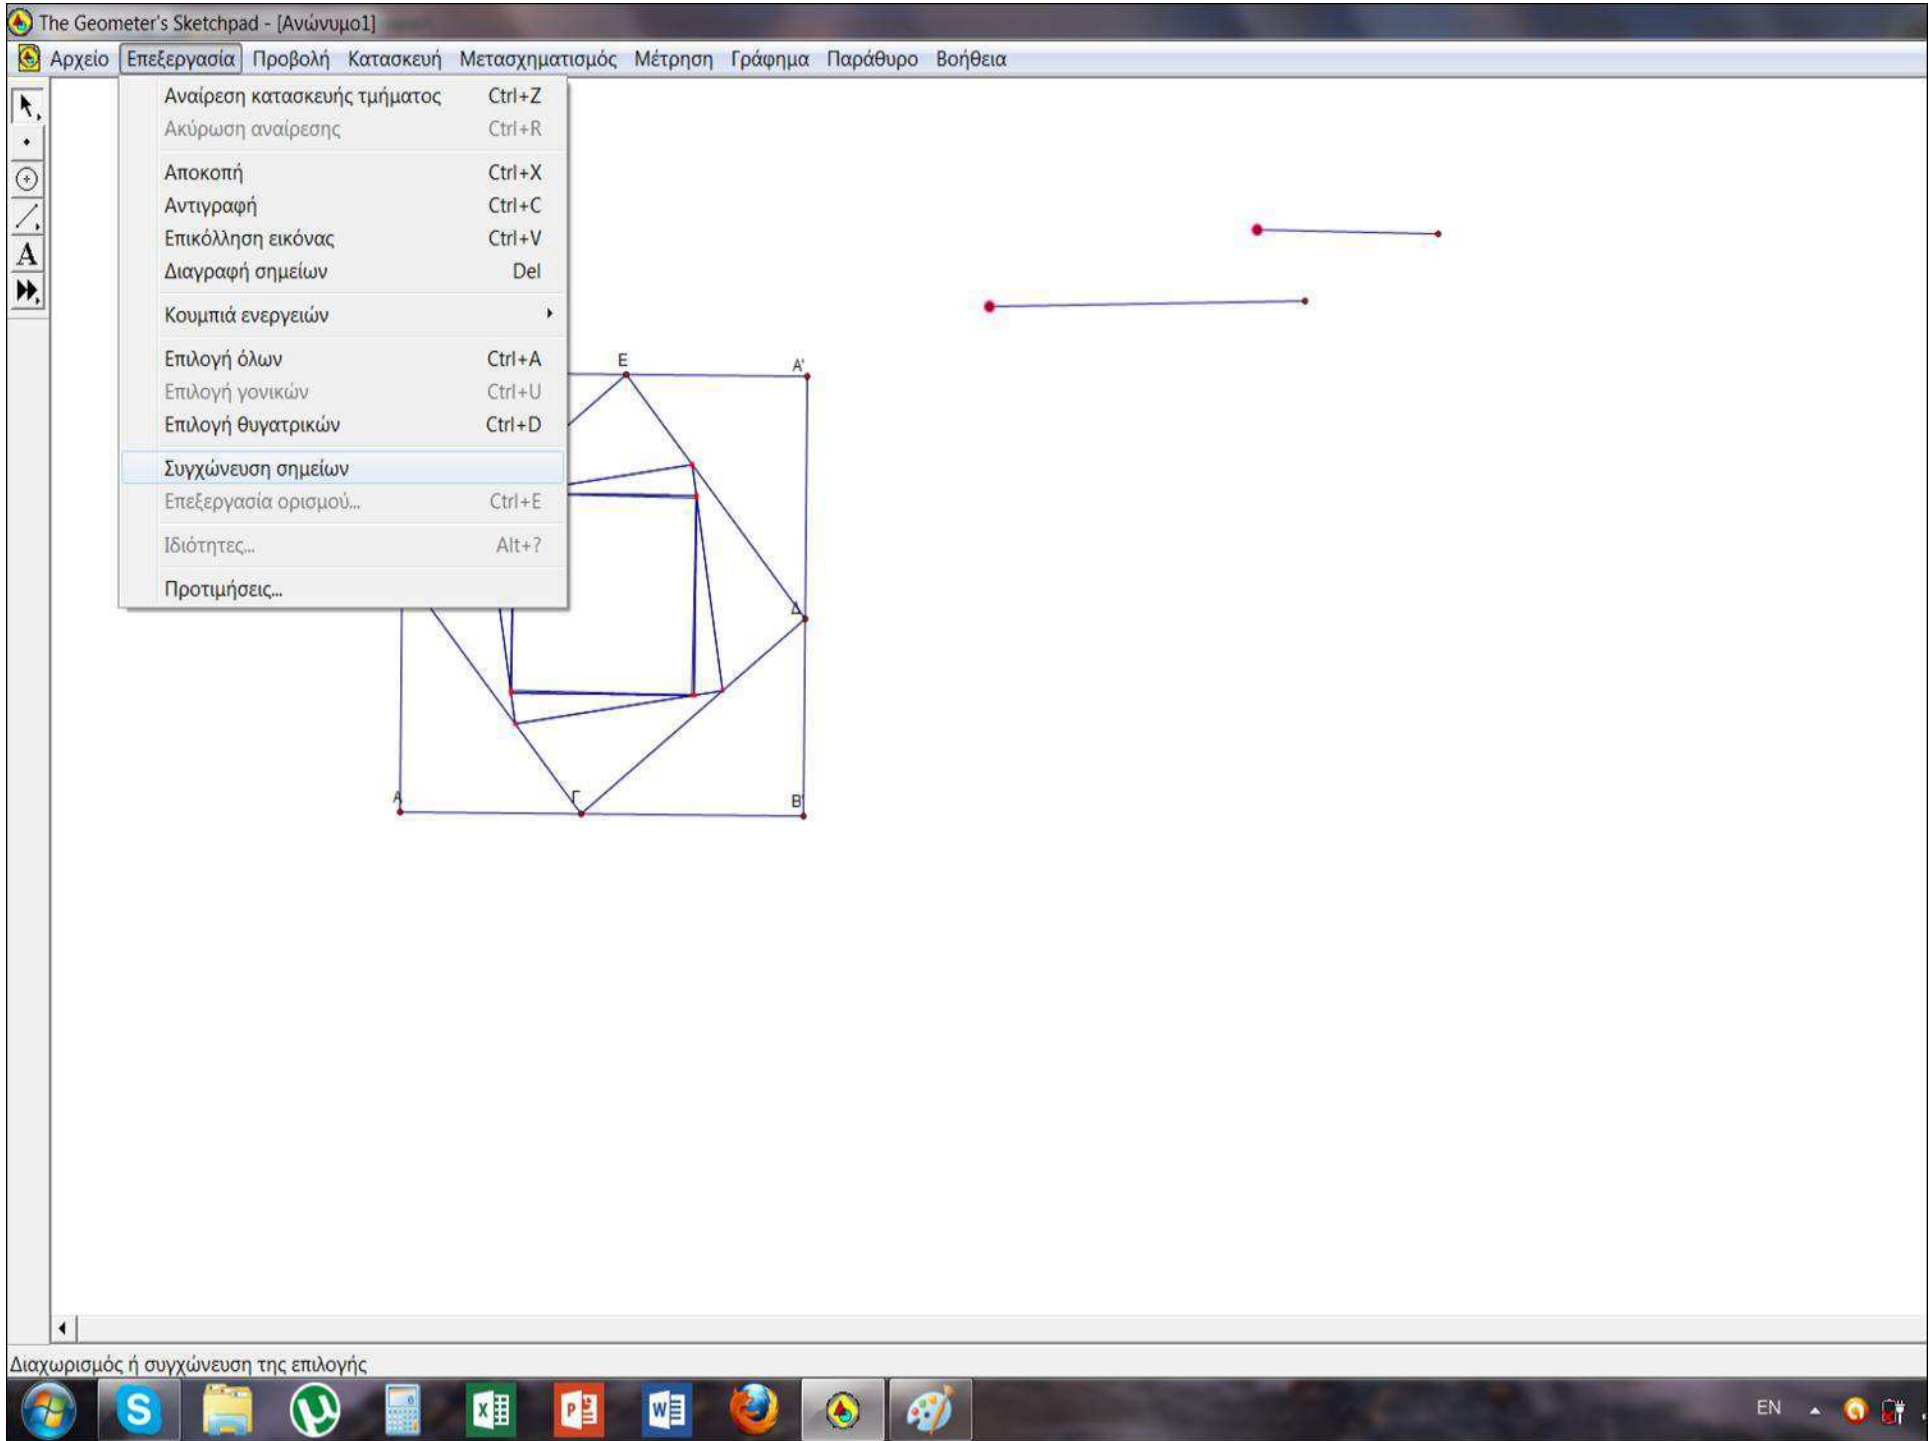 The Geometer's Sketchpad - [Ανώνυμο1]
Αρχείο Επεξεργασία Προβολή Κατασκευή Μετασχηματισμός Μέτρηση Γράφημα Παράθυρο Βοήθεια
Αναίρεση κατασκευής τμήματος Ctrl+Z
Ακύρωση αναίρεσης Ctrl+R
Αποκοπή Ctrl+X
Αντιγραφή Ctrl+C
Επικόλληση εικόνας Ctrl+V
Διαγραφή σημείων Del
Κουμπιά ενεργειών
Επιλογή όλων Ctrl+A
Επιλογή γονικών Ctrl+U
Επιλογή θυγατρικών Ctrl+D
Συγχώνευση σημείων
Επεξεργασία ορισμού... Ctrl+E
Ιδιότητες... Alt+?
Προτιμήσεις...
A
E A'
Δ
A Γ B'
Διαχωρισμός ή συγχώνευση της επιλογής
EN